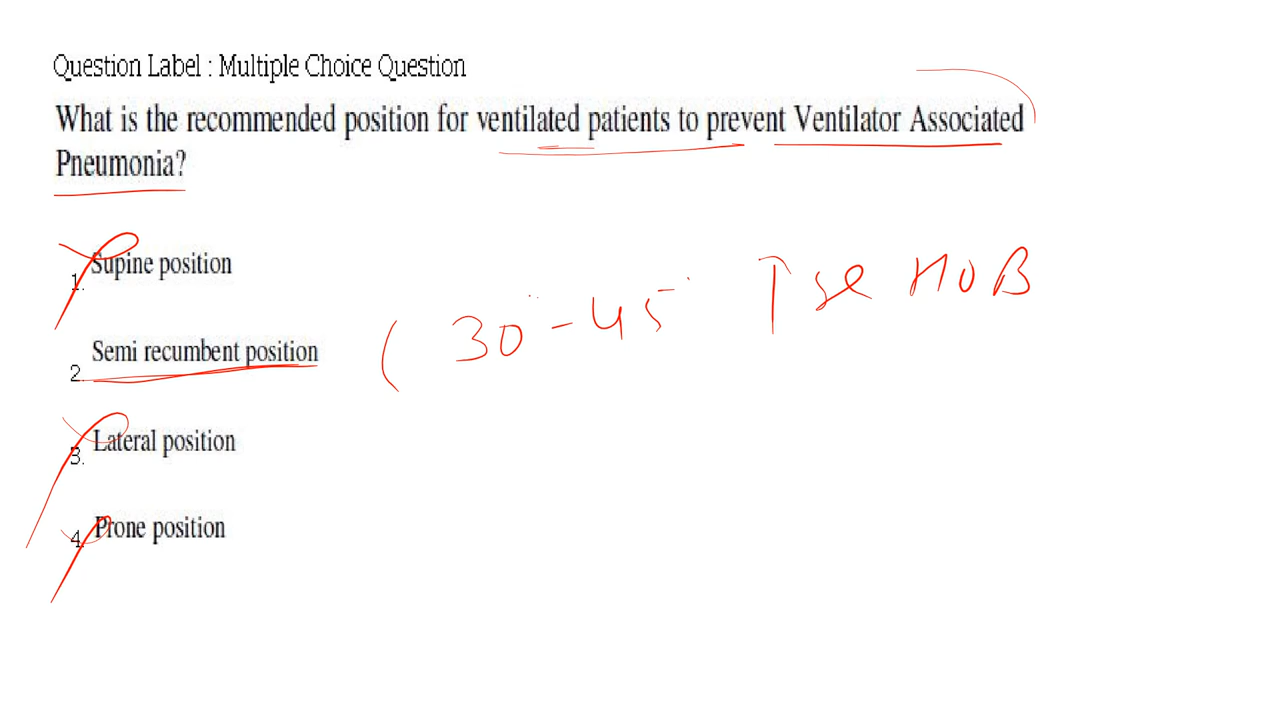 Question Label : Multiple Choice Question
What is the recommended position for ventilated patients to prevent Ventilator Associated
Pneumonia?
1. Supine position
2. Semi recumbent position
(30°-45° ↑se HOB
3. Lateral position
4. Prone position